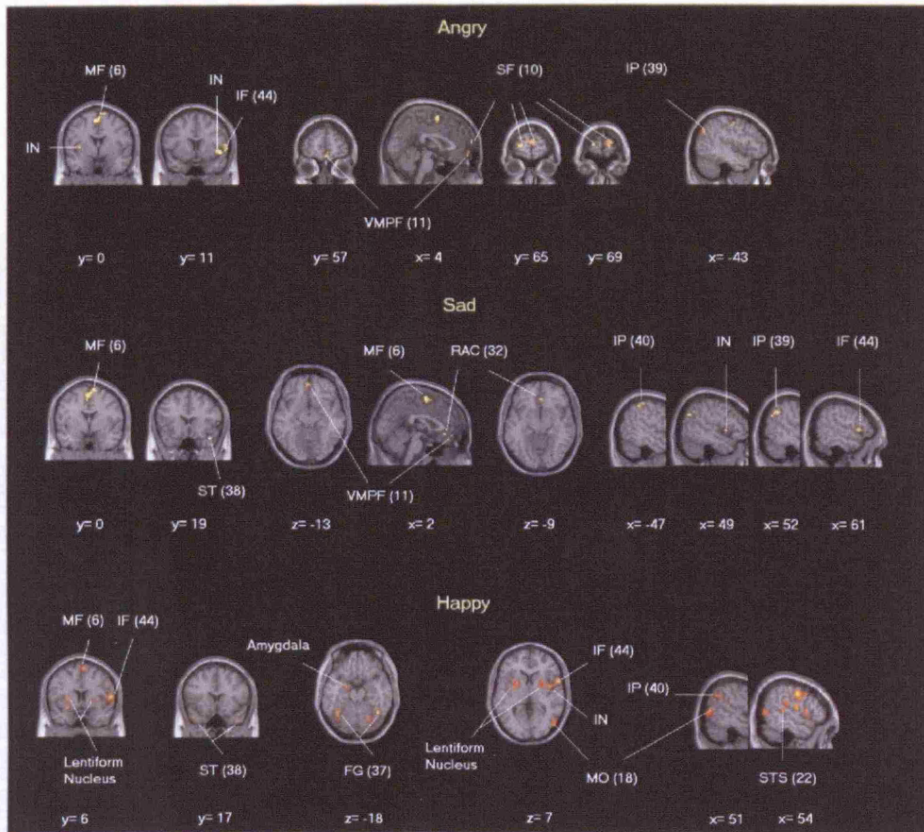 Angry
MF (6)
IN
IF (44)
SF (10)
IP (39)
IN
VMPF (11)
y= 0
y= 11
y= 57
x= 4
y= 65
y= 69
x= -43
Sad
MF (6)
MF (6)
RAC (32)
IP (40)
IN
IP (39)
IF (44)
ST (38)
VMPF (11)
y= 0
y= 19
z= -13
x= 2
z= -9
x= -47
x= 49
x= 52
x= 61
Happy
MF (6)
IF (44)
Amygdala
IF (44)
IP (40)
IN
Lentiform
Nucleus
ST (38)
FG (37)
Lentiform
Nucleus
MO (18)
STS (22)
y= 6
y= 17
z= -18
z= 7
x= 51
x= 54